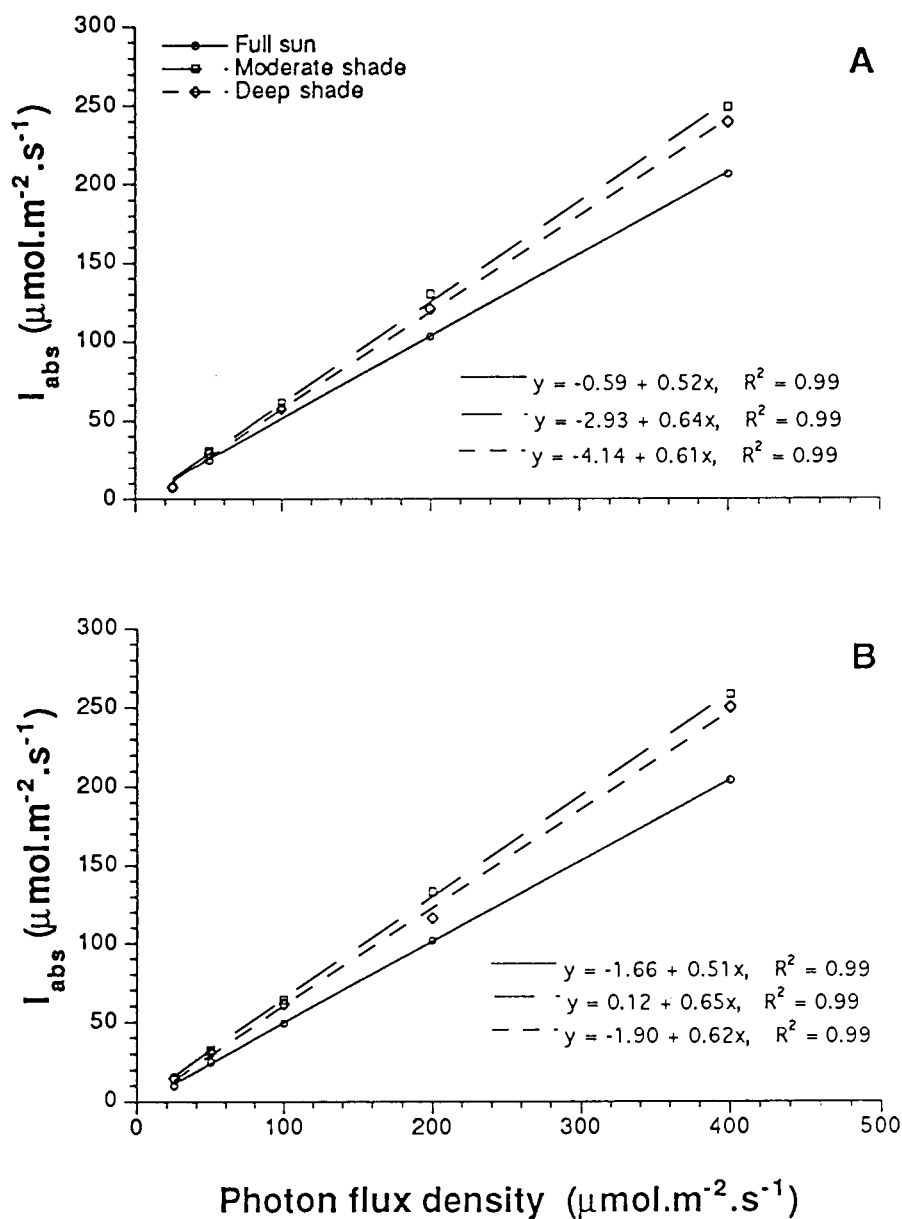 300
250
200
150
100
50
0
I_abs (μmol.m⁻².s⁻¹)
Full sun
Moderate shade
Deep shade
A
y = -0.59 + 0.52x, R² = 0.99
y = -2.93 + 0.64x, R² = 0.99
y = -4.14 + 0.61x, R² = 0.99
300
250
200
150
100
50
0
I_abs (μmol.m⁻².s⁻¹)
B
y = -1.66 + 0.51x, R² = 0.99
y = 0.12 + 0.65x, R² = 0.99
y = -1.90 + 0.62x, R² = 0.99
0 100 200 300 400 500
Photon flux density (μmol.m⁻².s⁻¹)